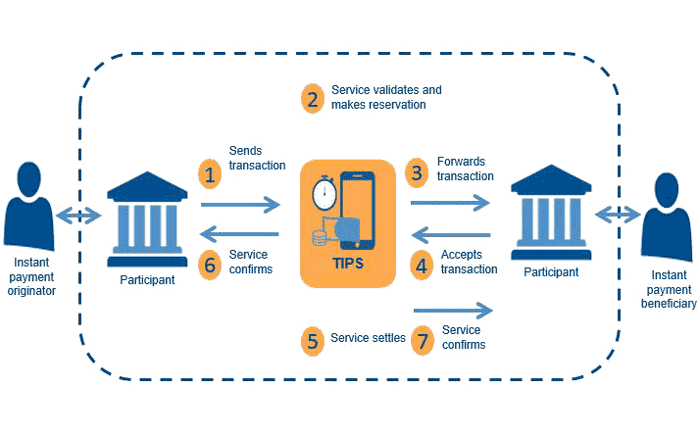 2
Service validates and
makes reservation
1
Sends
transaction
3
Forwards
transaction
6
Service
confirms
TIPS
4
Accepts
transaction
Instant
payment
originator
Participant
Participant
Instant
payment
beneficiary
5
Service settles
7
Service
confirms